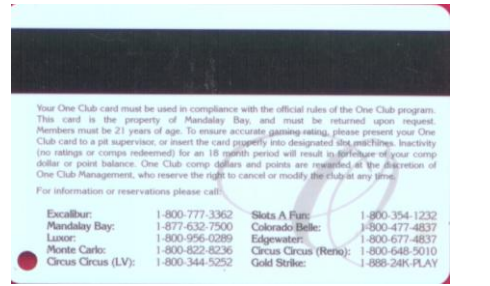 Your One Club card must be used in compliance with the official rules of the One Club program.
This card is the property of Mandalay Bay, and must be returned upon request.
Members must be 21 years of age. To ensure accurate gaming rating, please present your One
Club card to a pit supervisor, or insert the card properly into designated slot machines. Inactivity
(no ratings or comps redeemed) for an 18 month period will result in forfeiture of your comp
dollar or point balance. One Club comp dollars and points are rewarded at the discretion of
One Club Management, who reserve the right to cancel or modify the club at any time.
For information or reservations please call:
Excalibur: 1-800-777-3362 Slots A Fun: 1-800-354-1232
Mandalay Bay: 1-877-632-7500 Colorado Belle: 1-800-477-4837
Luxor: 1-800-956-0289 Edgewater: 1-800-677-4837
Monte Carlo: 1-800-822-8236 Circus Circus (Reno): 1-800-648-5010
Circus Circus (LV): 1-800-344-5252 Gold Strike: 1-888-24K-PLAY